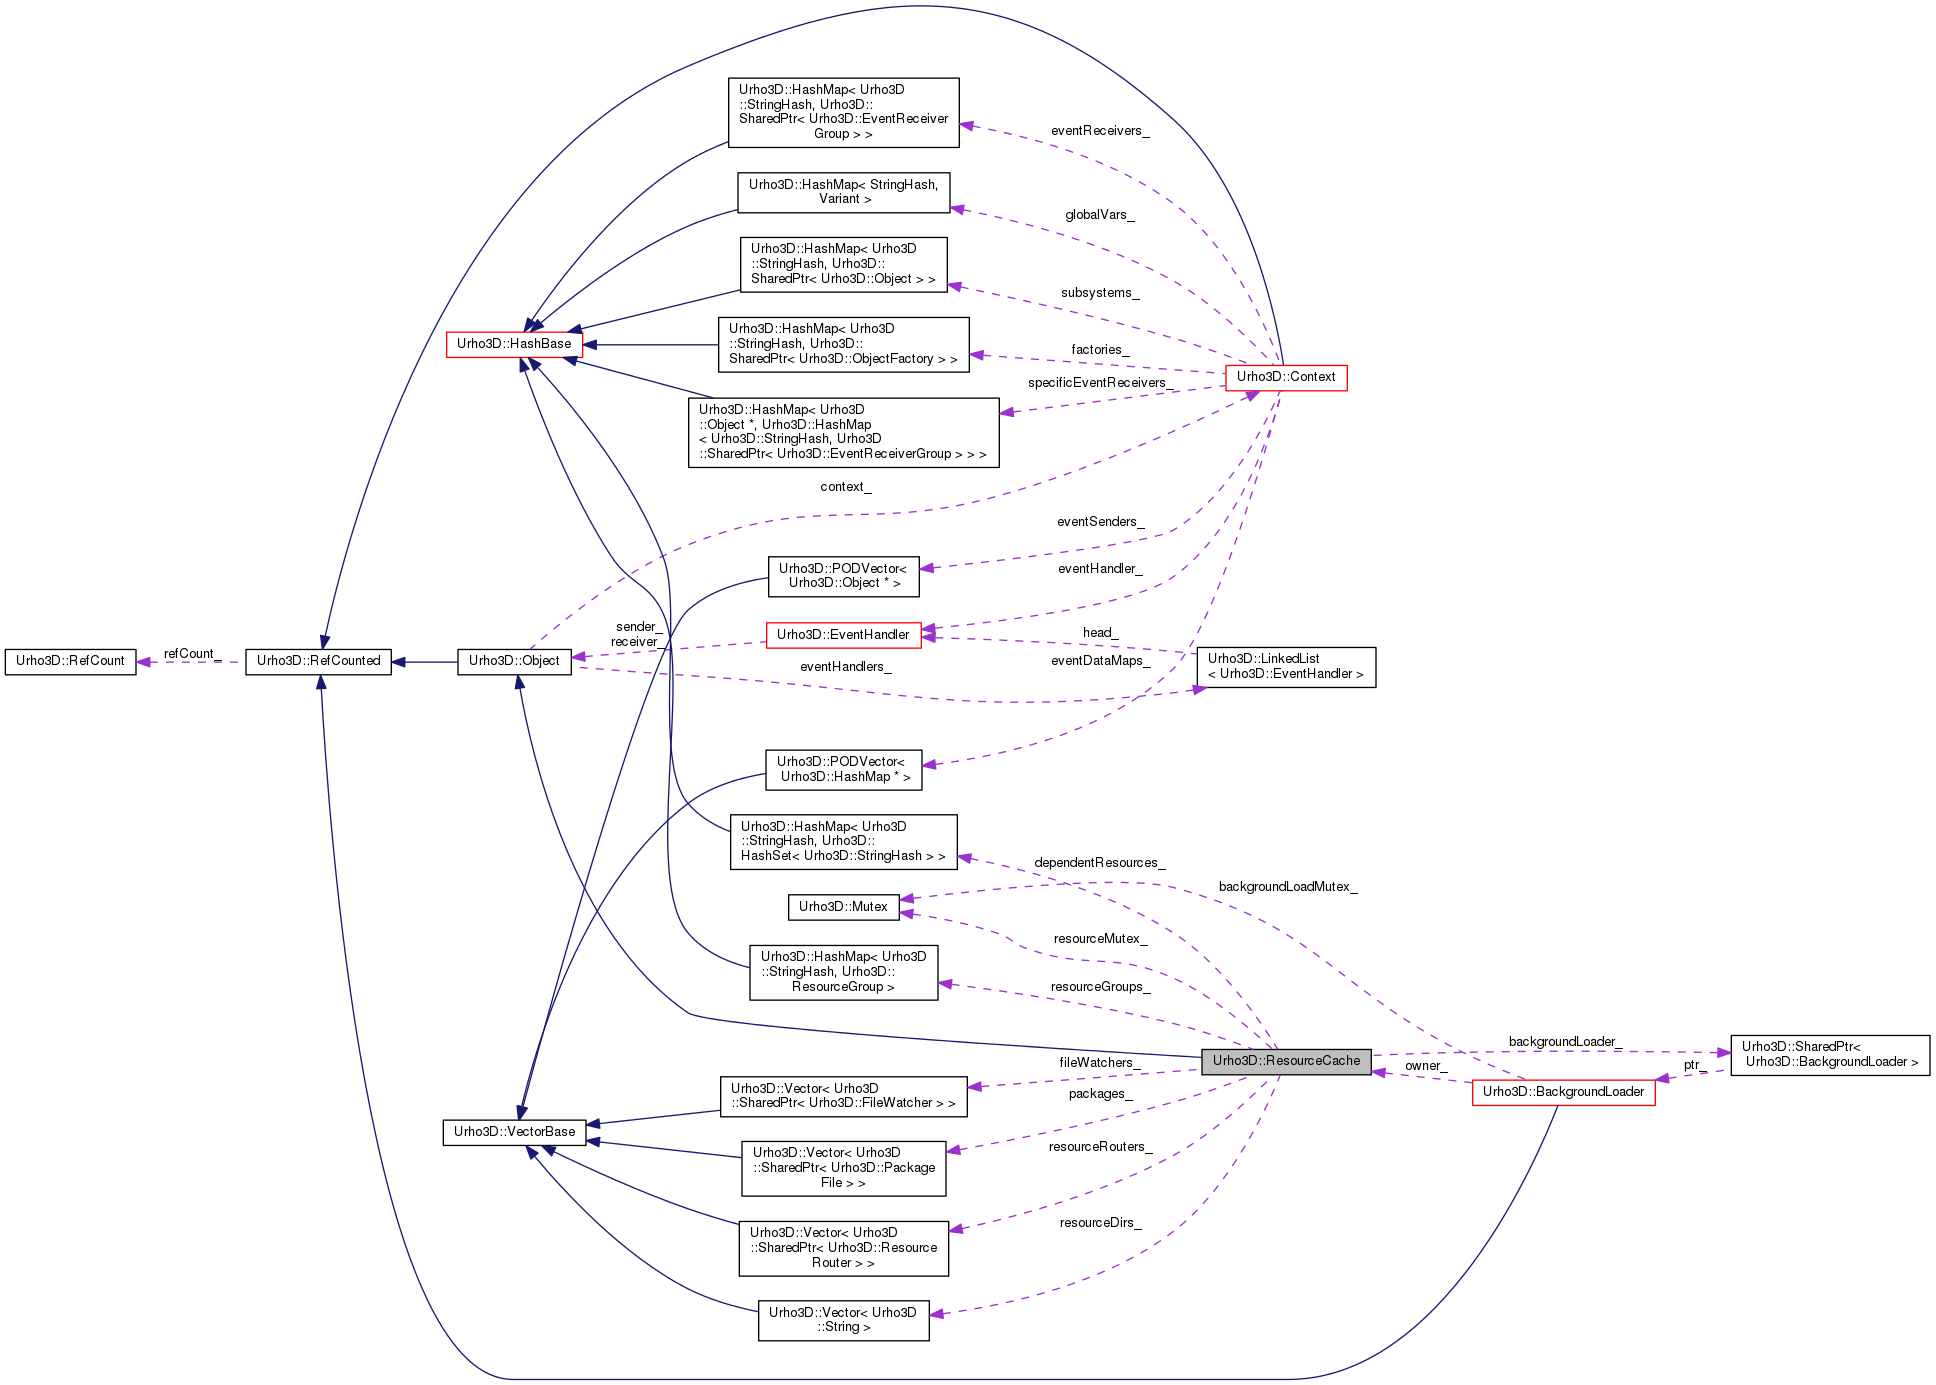 Urho3D::HashMap< Urho3D
::StringHash, Urho3D::
SharedPtr< Urho3D::EventReceiver
Group > >
eventReceivers_
Urho3D::HashMap< StringHash,
Variant >
globalVars_
Urho3D::HashMap< Urho3D
::StringHash, Urho3D::
SharedPtr< Urho3D::Object > >
subsystems_
Urho3D::HashBase
Urho3D::HashMap< Urho3D
::StringHash, Urho3D::
SharedPtr< Urho3D::ObjectFactory > >
factories_
Urho3D::Context
specificEventReceivers_
Urho3D::HashMap< Urho3D
::Object *, Urho3D::HashMap
< Urho3D::StringHash, Urho3D
::SharedPtr< Urho3D::EventReceiverGroup > > >
context_
eventSenders_
Urho3D::PODVector<
Urho3D::Object * >
eventHandler_
sender_
receiver_
Urho3D::EventHandler
head_
Urho3D::RefCount
refCount_
Urho3D::RefCounted
Urho3D::Object
eventHandlers_
eventDataMaps_
Urho3D::LinkedList
< Urho3D::EventHandler >
Urho3D::PODVector<
Urho3D::HashMap * >
Urho3D::HashMap< Urho3D
::StringHash, Urho3D::
HashSet< Urho3D::StringHash > >
dependentResources_
backgroundLoadMutex_
Urho3D::Mutex
resourceMutex_
Urho3D::HashMap< Urho3D
::StringHash, Urho3D::
ResourceGroup >
resourceGroups_
Urho3D::ResourceCache
backgroundLoader_
Urho3D::SharedPtr<
Urho3D::BackgroundLoader >
fileWatchers_
owner_
ptr_
Urho3D::BackgroundLoader
Urho3D::Vector< Urho3D
::SharedPtr< Urho3D::FileWatcher > >
packages_
Urho3D::VectorBase
Urho3D::Vector< Urho3D
::SharedPtr< Urho3D::Package
File > >
resourceRouters_
Urho3D::Vector< Urho3D
::SharedPtr< Urho3D::Resource
Router > >
resourceDirs_
Urho3D::Vector< Urho3D
::String >